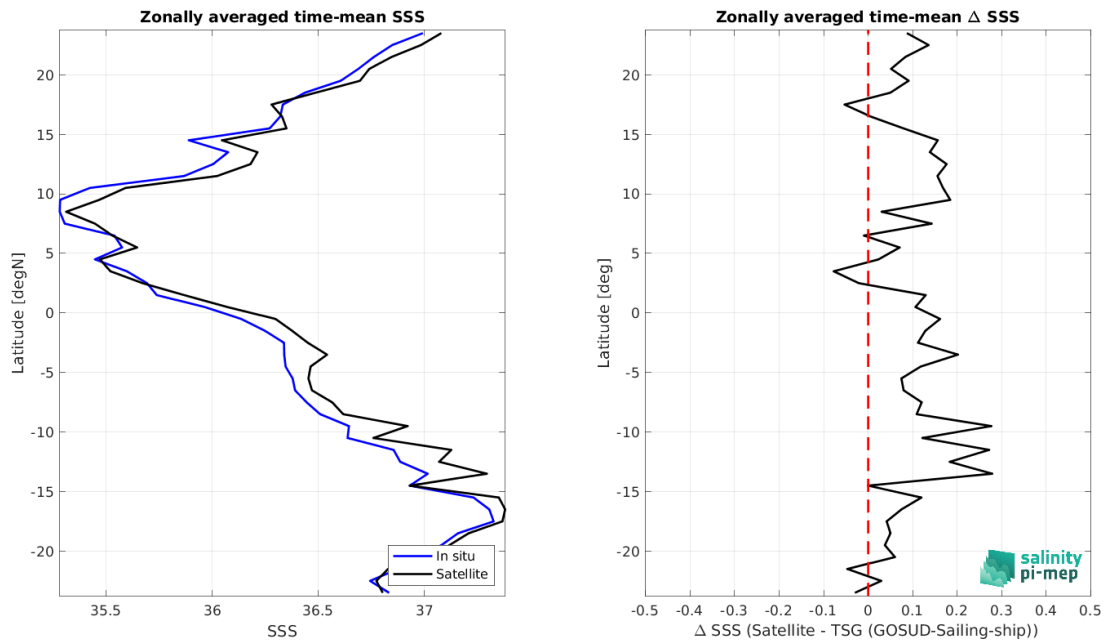 Zonally averaged time-mean SSS
Latitude [degN]
20
15
10
5
0
-5
-10
-15
-20
35.5 36 36.5 37
SSS
In situ
Satellite
Zonally averaged time-mean Δ SSS
Latitude [deg]
20
15
10
5
0
-5
-10
-15
-20
-0.5 -0.4 -0.3 -0.2 -0.1 0 0.1 0.2 0.3 0.4 0.5
Δ SSS (Satellite - TSG (GOSUD-Sailing-ship))
salinity
pi-mep